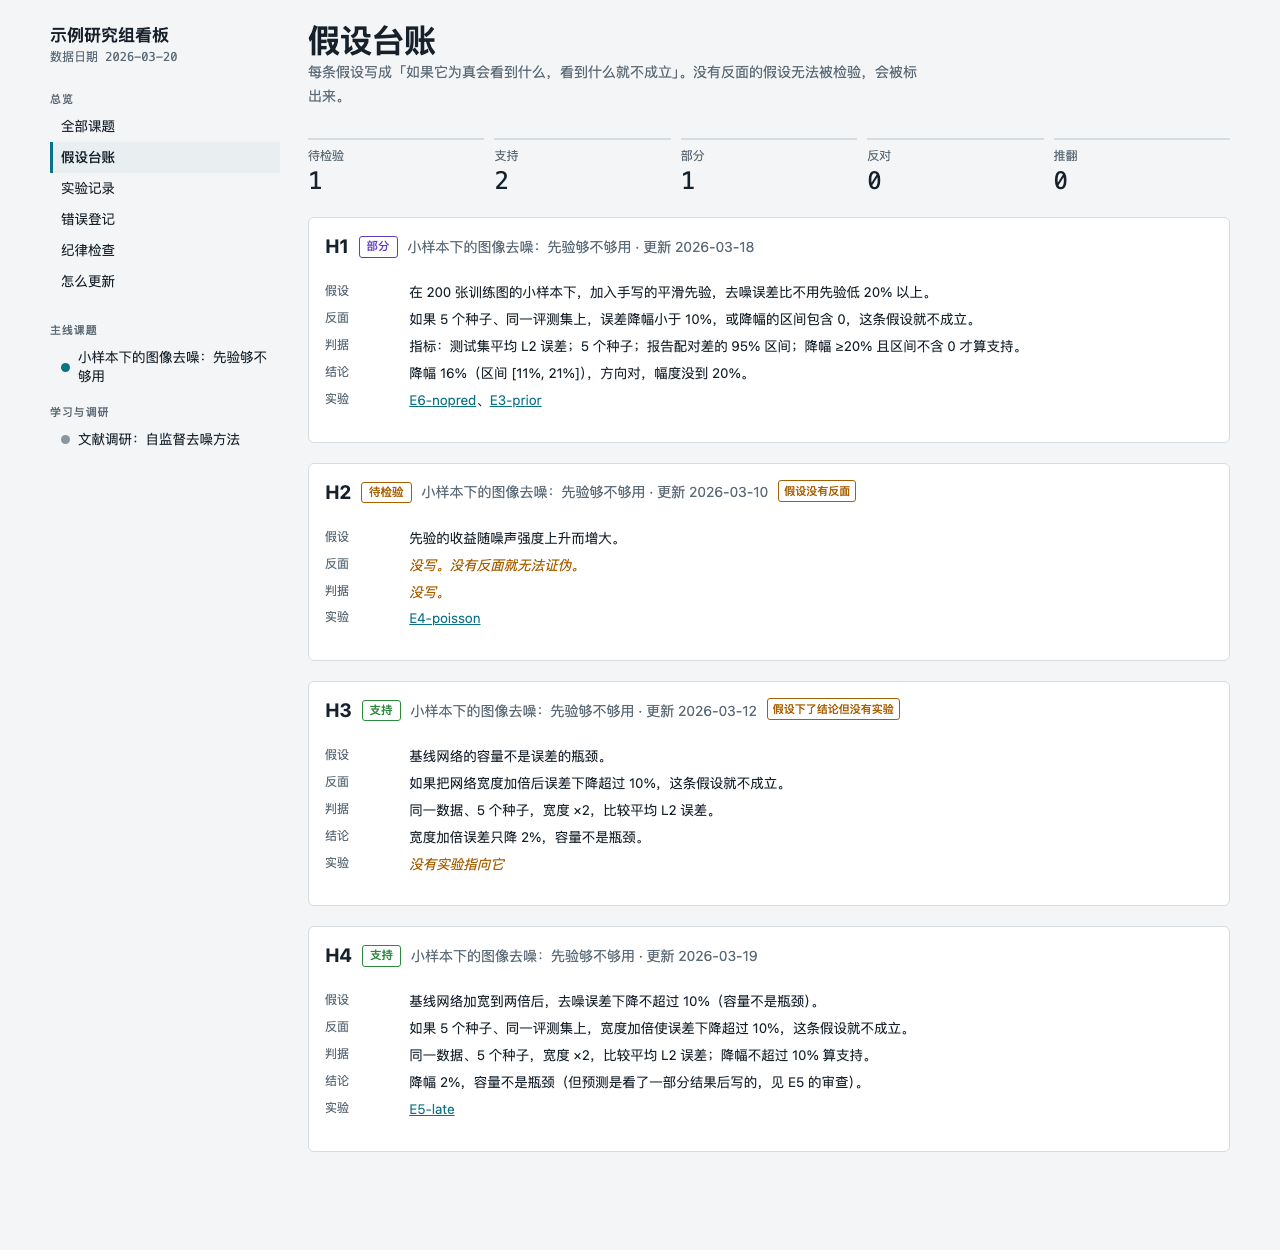 示例研究组看板
数据日期 2026-03-20
总览
全部课题
假设台账
实验记录
错误登记
纪律检查
怎么更新
主线课题
小样本下的图像去噪：先验够不
够用
学习与调研
文献调研：自监督去噪方法
假设台账
每条假设写成「如果它为真会看到什么，看到什么就不成立」。没有反面的假设无法被检验，会被标
出来。
待检验
1
支持
2
部分
1
反对
0
推翻
0
H1 部分 小样本下的图像去噪：先验够不够用 · 更新 2026-03-18
假设 在 200 张训练图的小样本下，加入手写的平滑先验，去噪误差比不用先验低 20% 以上。
反面 如果 5 个种子、同一评测集上，误差降幅小于 10%，或降幅的区间包含 0，这条假设就不成立。
判据 指标：测试集平均 L2 误差；5 个种子；报告配对差的 95% 区间；降幅 ≥20% 且区间不含 0 才算支持。
结论 降幅 16%（区间 [11%, 21%]），方向对，幅度没到 20%。
实验 E6-nopred、E3-prior
H2 待检验 小样本下的图像去噪：先验够不够用 · 更新 2026-03-10 假设没有反面
假设 先验的收益随噪声强度上升而增大。
反面 没写。没有反面就无法证伪。
判据 没写。
实验 E4-poisson
H3 支持 小样本下的图像去噪：先验够不够用 · 更新 2026-03-12 假设下了结论但没有实验
假设 基线网络的容量不是误差的瓶颈。
反面 如果把网络宽度加倍后误差下降超过 10%，这条假设就不成立。
判据 同一数据、5 个种子，宽度 ×2，比较平均 L2 误差。
结论 宽度加倍误差只降 2%，容量不是瓶颈。
实验 没有实验指向它
H4 支持 小样本下的图像去噪：先验够不够用 · 更新 2026-03-19
假设 基线网络加宽到两倍后，去噪误差下降不超过 10%（容量不是瓶颈）。
反面 如果 5 个种子、同一评测集上，宽度加倍使误差下降超过 10%，这条假设就不成立。
判据 同一数据、5 个种子，宽度 ×2，比较平均 L2 误差；降幅不超过 10% 算支持。
结论 降幅 2%，容量不是瓶颈（但预测是看了一部分结果后写的，见 E5 的审查）。
实验 E5-late